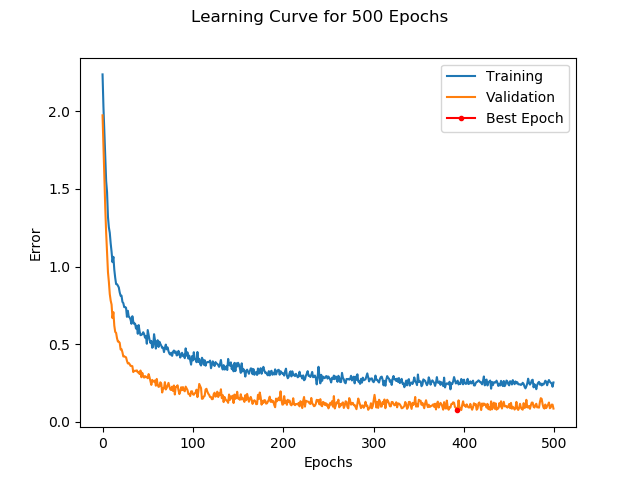 Learning Curve for 500 Epochs
Training
Validation
Best Epoch
2.0
1.5
1.0
0.5
0.0
Error
0 100 200 300 400 500
Epochs